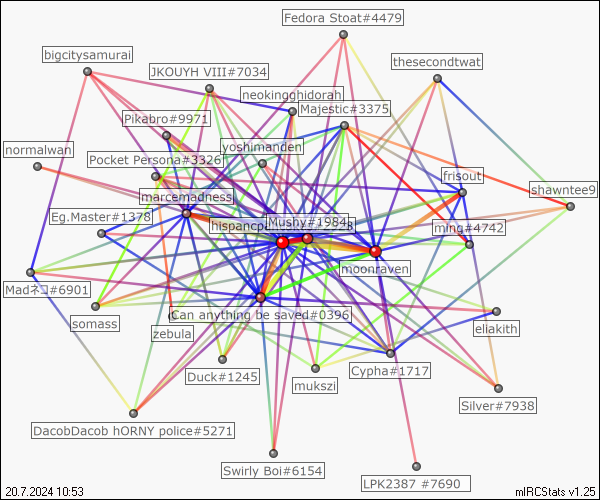 Fedora Stoat#4479
bigcitysamurai
thesecondtwat
JKOUYH VIII#7034
neokingghidorah
Majestic#3375
Pikabro#9971
normalwan
yoshimanden
Pocket Persona#3326
frisout
shawntee9
marcemadness
Eg.Master#1378
hispancp
Mushy#1984
ming#4742
moonraven
Madネコ#6901
somass
Can anything be saved#0396
zebula
eliakith
Duck#1245
mukszi
Cypha#1717
Silver#7938
DacobDacob hORNY police#5271
Swirly Boi#6154
LPK2387 #7690
20.7.2024 10:53
mIRCStats v1.25